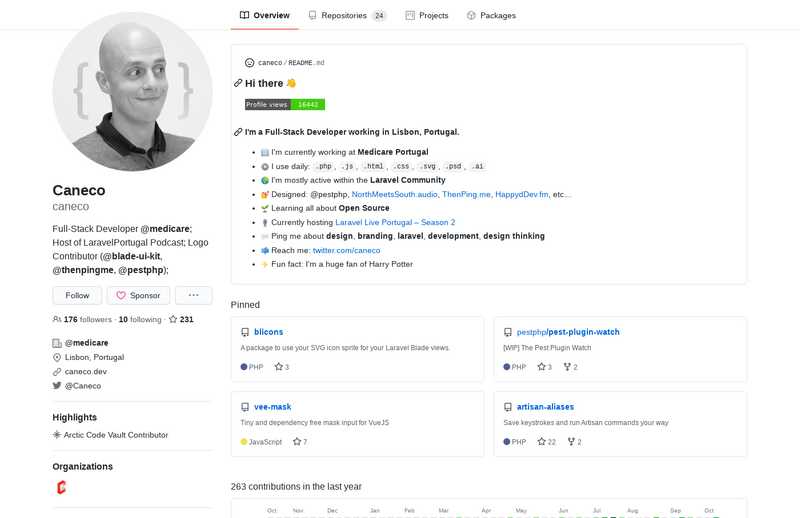 Overview
Repositories 24
Projects
Packages
caneco/README.md
Hi there
Profile views 16442
I'm a Full-Stack Developer working in Lisbon, Portugal.
I'm currently working at Medicare Portugal
I use daily: .php, .js, .html, .css, .svg, .psd, .ai
I'm mostly active within the Laravel Community
Designed: @pestphp, NorthMeetsSouth.audio, ThenPing.me, HappydDev.fm, etc...
Learning all about Open Source
Currently hosting Laravel Live Portugal – Season 2
Ping me about design, branding, laravel, development, design thinking
Reach me: twitter.com/caneco
Fun fact: I'm a huge fan of Harry Potter
Caneco
caneco
Full-Stack Developer @medicare;
Host of LaravelPortugal Podcast; Logo
Contributor (@blade-ui-kit,
@thenpingme, @pestphp);
Follow
Sponsor
...
176 followers · 10 following · 231
@medicare
Lisbon, Portugal
caneco.dev
@Caneco
Highlights
Arctic Code Vault Contributor
Organizations
Pinned
blicons
A package to use your SVG icon sprite for your Laravel Blade views.
PHP 3
pestphp/pest-plugin-watch
[WIP] The Pest Plugin Watch
PHP 3 2
vee-mask
Tiny and dependency free mask input for VueJS
JavaScript 7
artisan-aliases
Save keystrokes and run Artisan commands your way
PHP 22 2
263 contributions in the last year
Oct Nov Dec Jan Feb Mar Apr May Jun Jul Aug Sep Oct